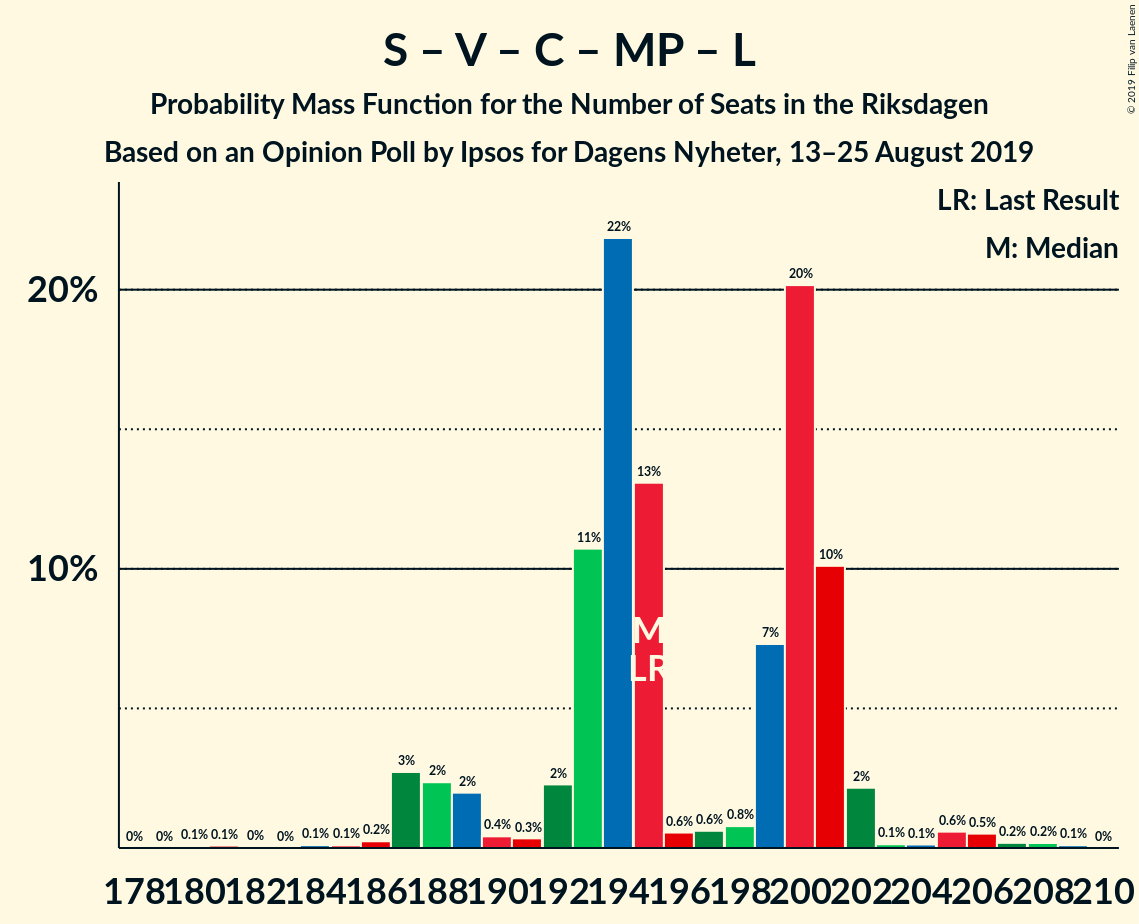 S – V – C – MP – L
Probability Mass Function for the Number of Seats in the Riksdagen
Based on an Opinion Poll by Ipsos for Dagens Nyheter, 13–25 August 2019
© 2019 Filip van Laenen
LR: Last Result
M: Median
20%
10%
0% 0% 0.1% 0.1% 0% 0% 0.1% 0.1% 0.2% 3% 2% 2% 0.4% 0.3% 2% 11% 22% 13% 0.6% 0.6% 0.8% 7% 20% 10% 2% 0.1% 0.1% 0.6% 0.5% 0.2% 0.2% 0.1% 0%
M
LR
178 180 182 184 186 188 190 192 194 196 198 200 202 204 206 208 210